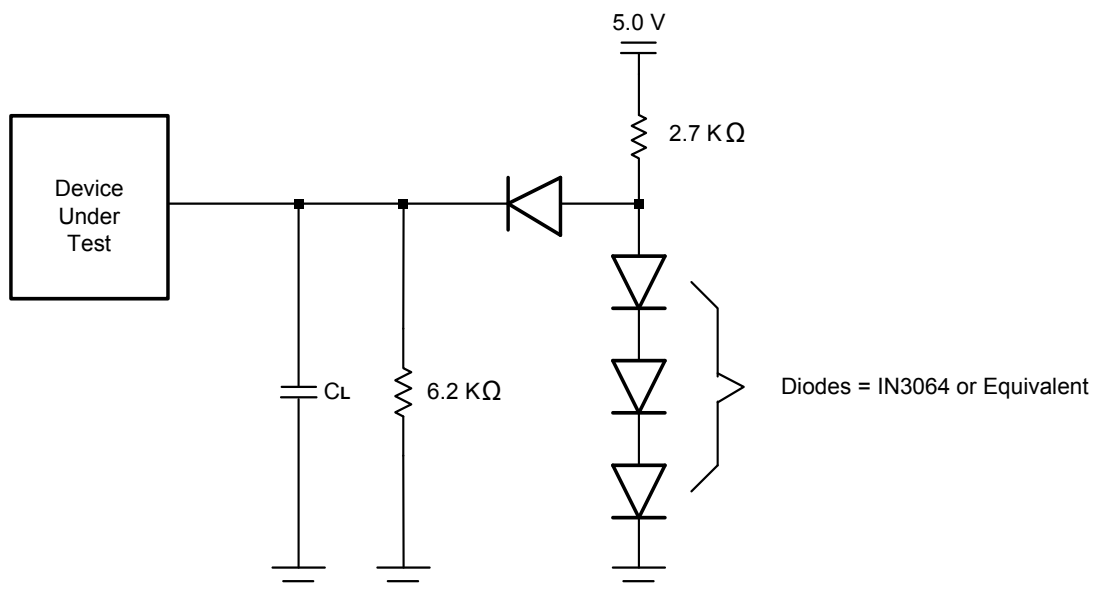 5.0 V
2.7 KΩ
Device
Under
Test
CL
6.2 KΩ
Diodes = IN3064 or Equivalent